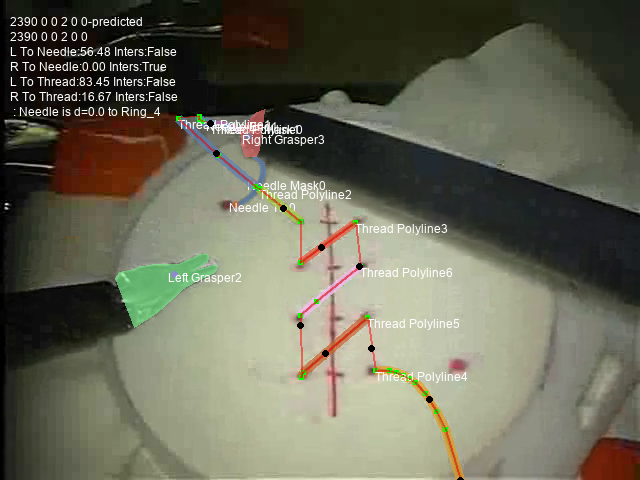 2390 0 0 2 0 0-predicted
2390 0 0 2 0 0
L To Needle:56.48 Inters:False
R To Needle:0.00 Inters:True
L To Thread:83.45 Inters:False
R To Thread:16.67 Inters:False
: Needle is d=0.0 to Ring_4
Right Grasper3
Needle Mask0
Thread Polyline2
Thread Polyline3
Left Grasper2
Thread Polyline6
Thread Polyline5
Thread Polyline4